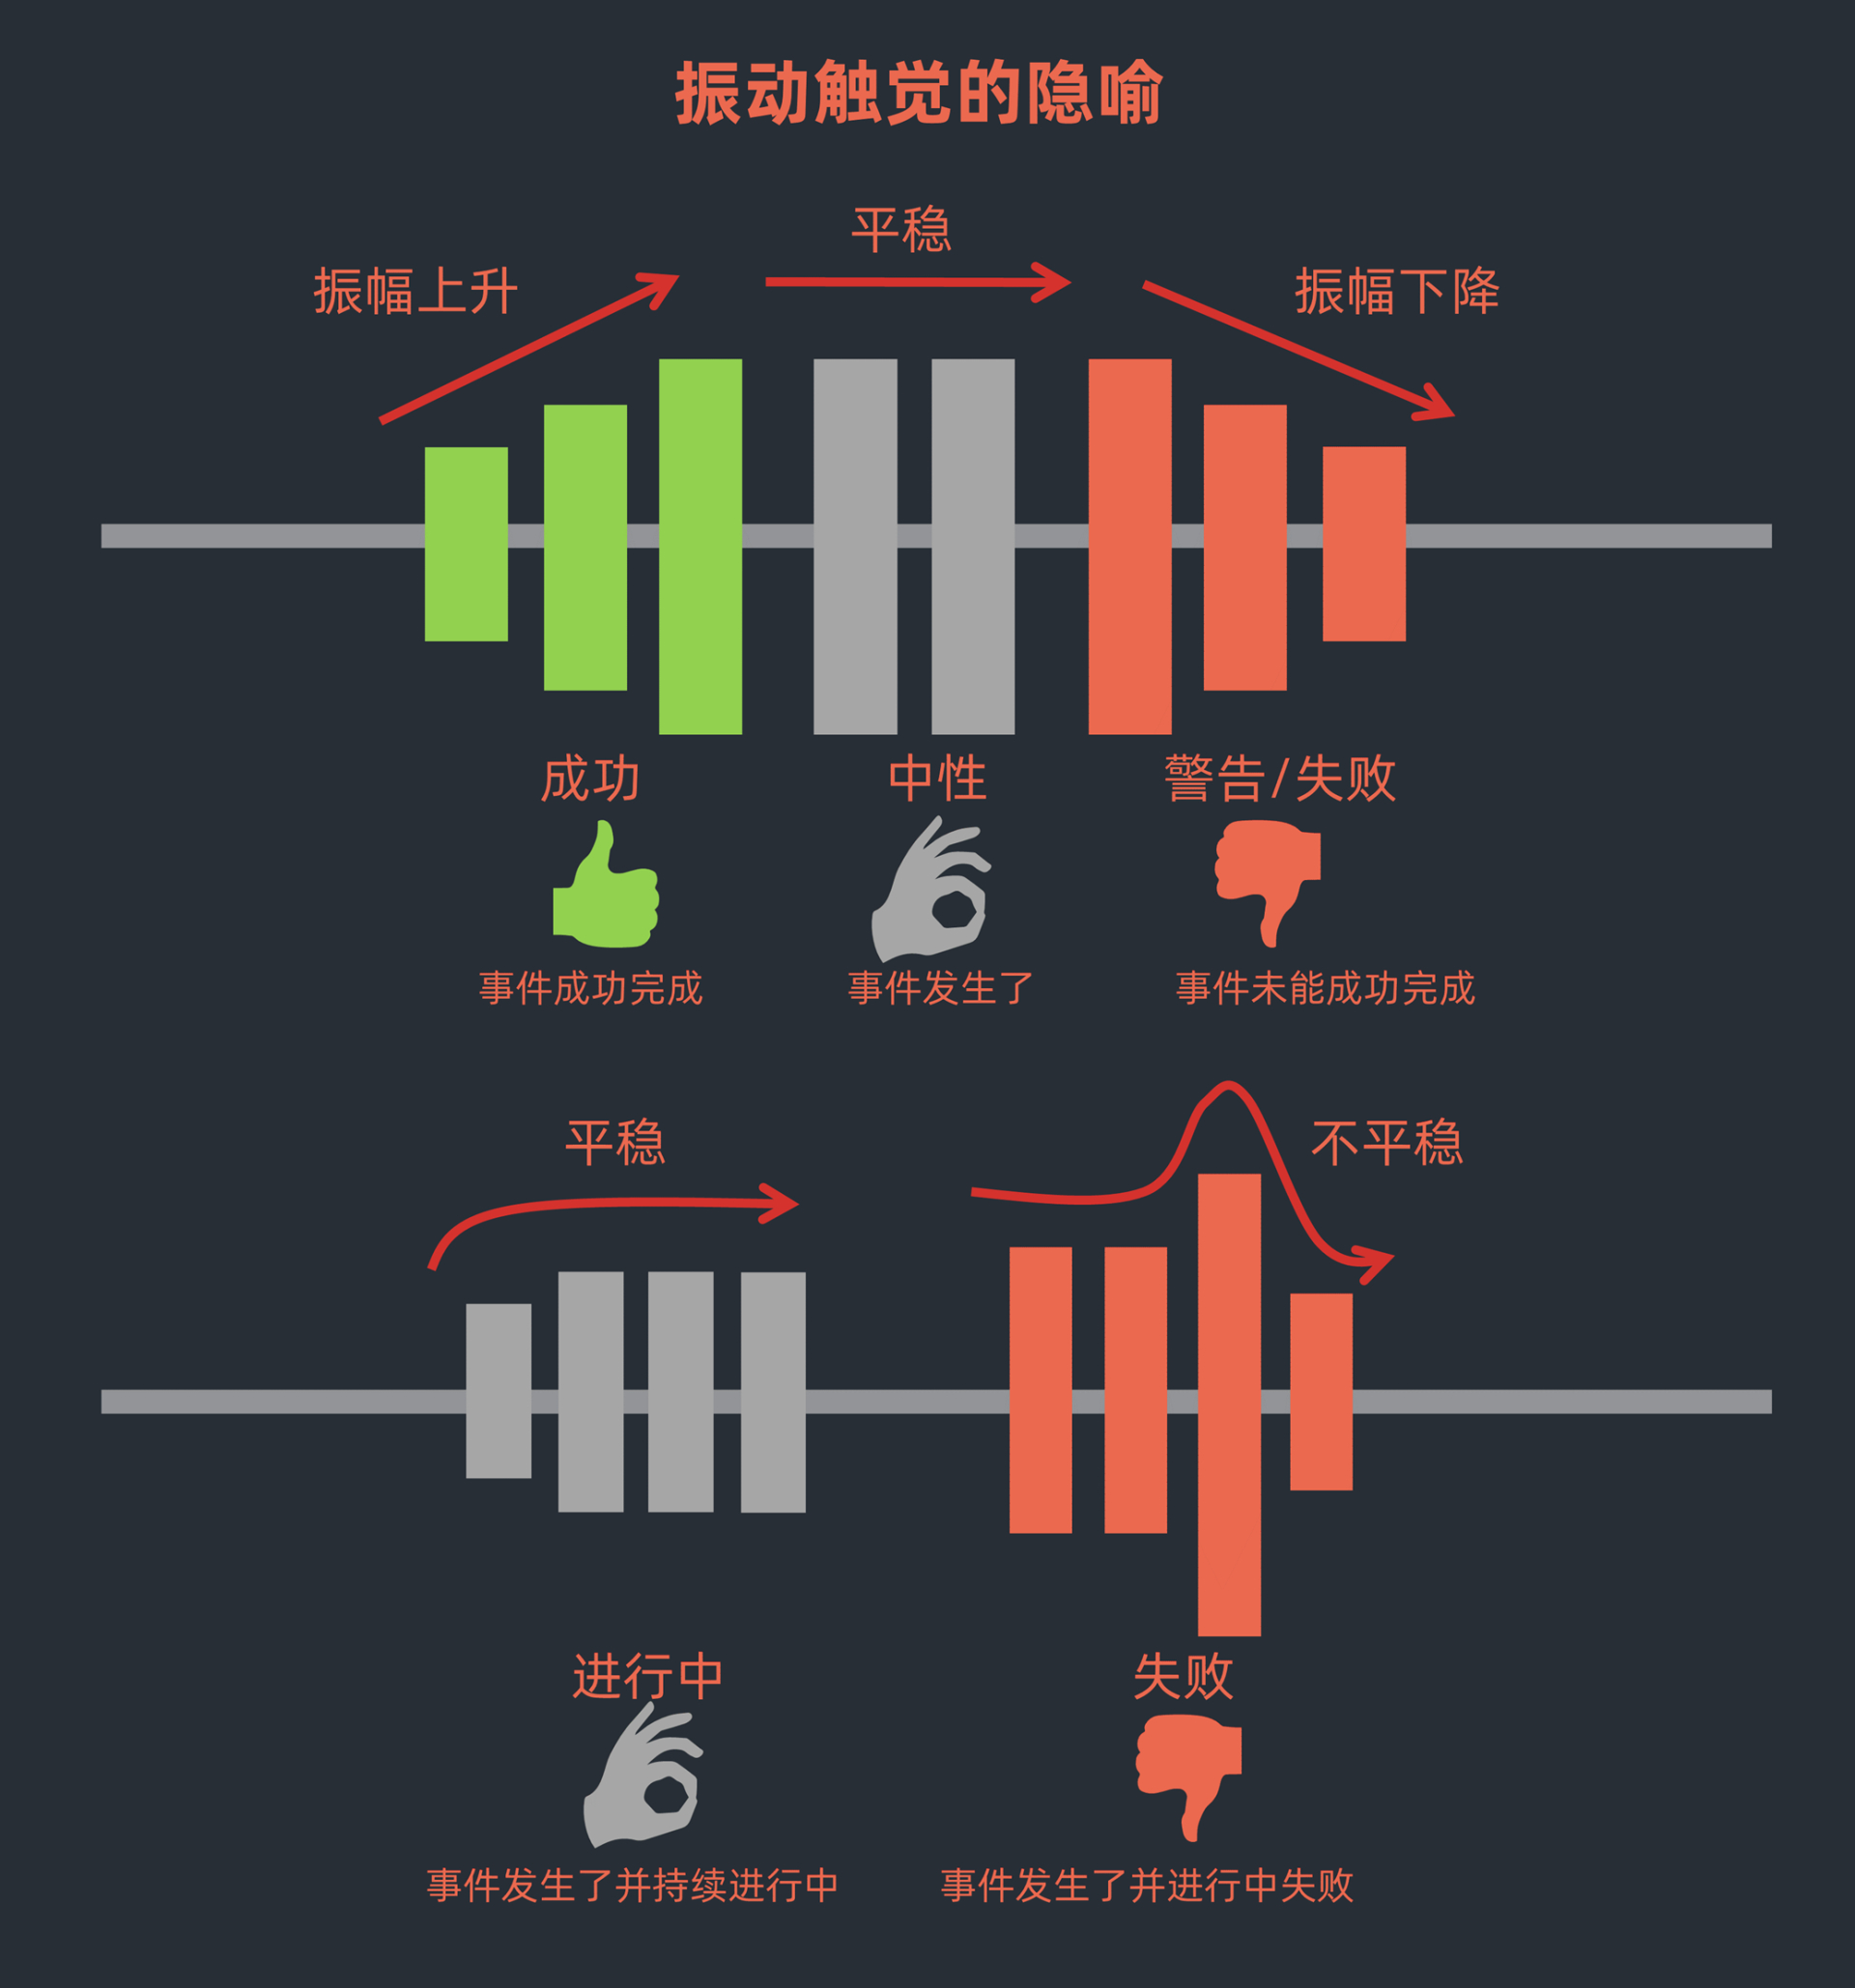 振动触觉的隐喻
平稳
振幅上升
振幅下降
成功
中性
警告/失败
事件成功完成
事件发生了
事件未能成功完成
平稳
不平稳
进行中
失败
事件发生了并持续进行中
事件发生了并进行中失败